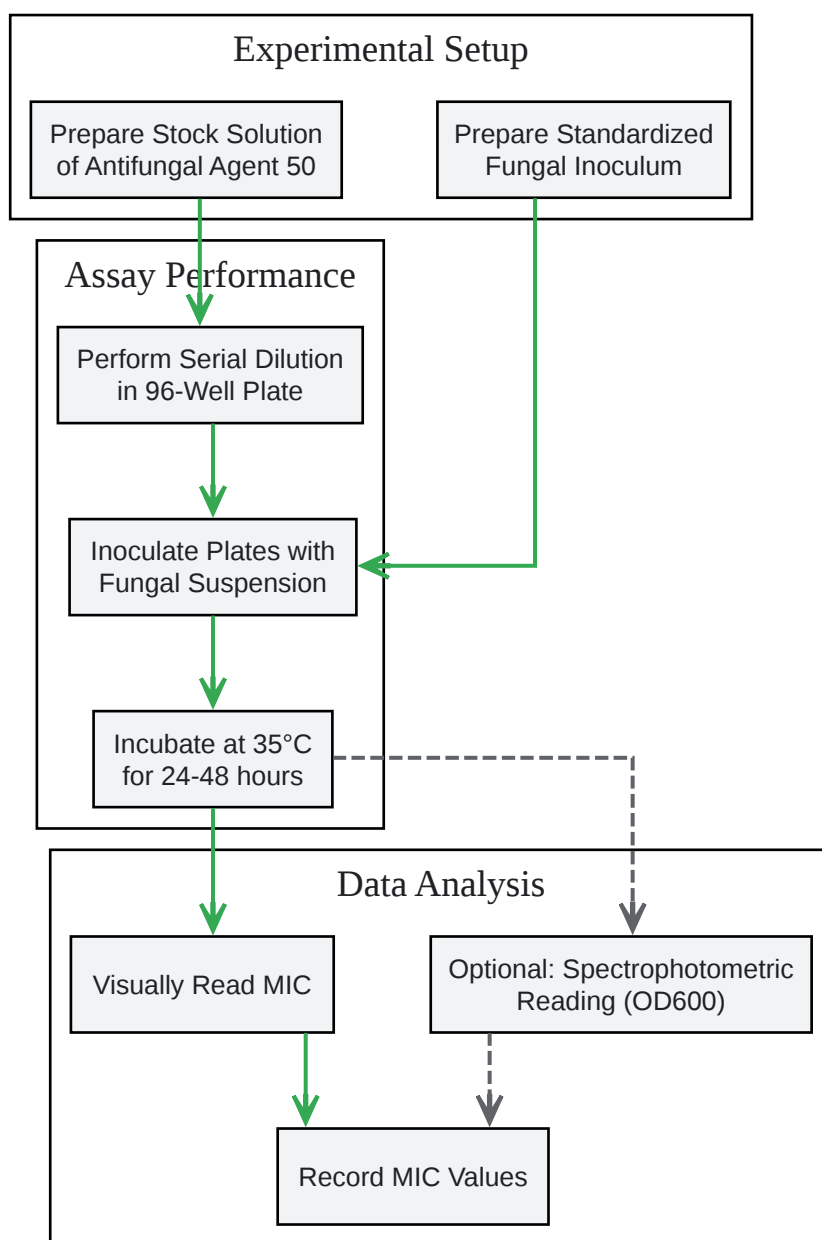 Experimental Setup
Prepare Stock Solution
of Antifungal Agent 50
Prepare Standardized
Fungal Inoculum
Assay Performance
Perform Serial Dilution
in 96-Well Plate
Inoculate Plates with
Fungal Suspension
Incubate at 35°C
for 24-48 hours
Data Analysis
Visually Read MIC
Optional: Spectrophotometric
Reading (OD600)
Record MIC Values